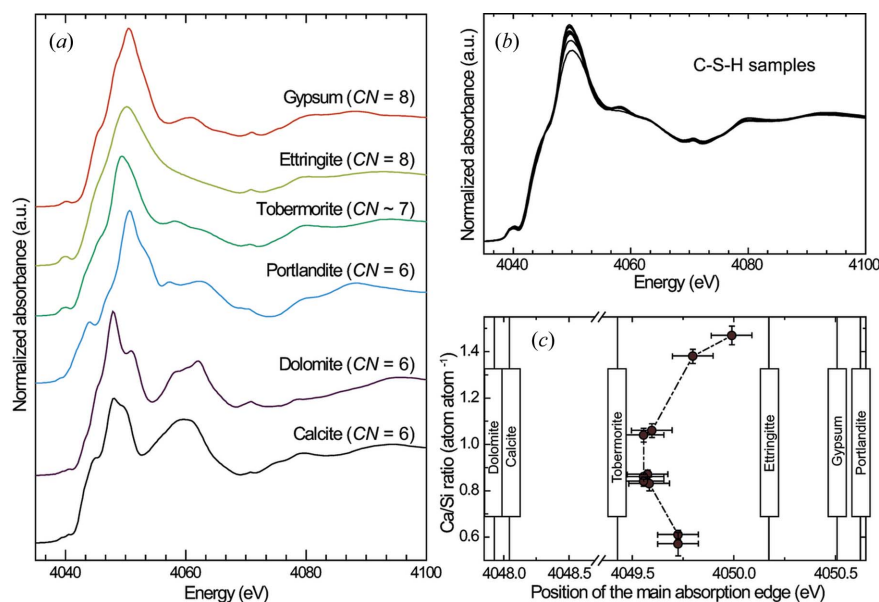 (a)
Gypsum (CN = 8)
Ettringite (CN = 8)
Tobermorite (CN ~ 7)
Portlandite (CN = 6)
Dolomite (CN = 6)
Calcite (CN = 6)
Normalized absorbance (a.u.)
4040 4060 4080 4100
Energy (eV)
(b)
C-S-H samples
Normalized absorbance (a.u.)
4040 4060 4080 4100
Energy (eV)
(c)
Ca/Si ratio (atom atom⁻¹)
1.4
1.2
1.0
0.8
0.6
Dolomite
Calcite
Tobermorite
Ettringitte
Gypsum
Portlandite
4048.0 4048.5 4049.5 4050.0 4050.5
Position of the main absorption edge (eV)